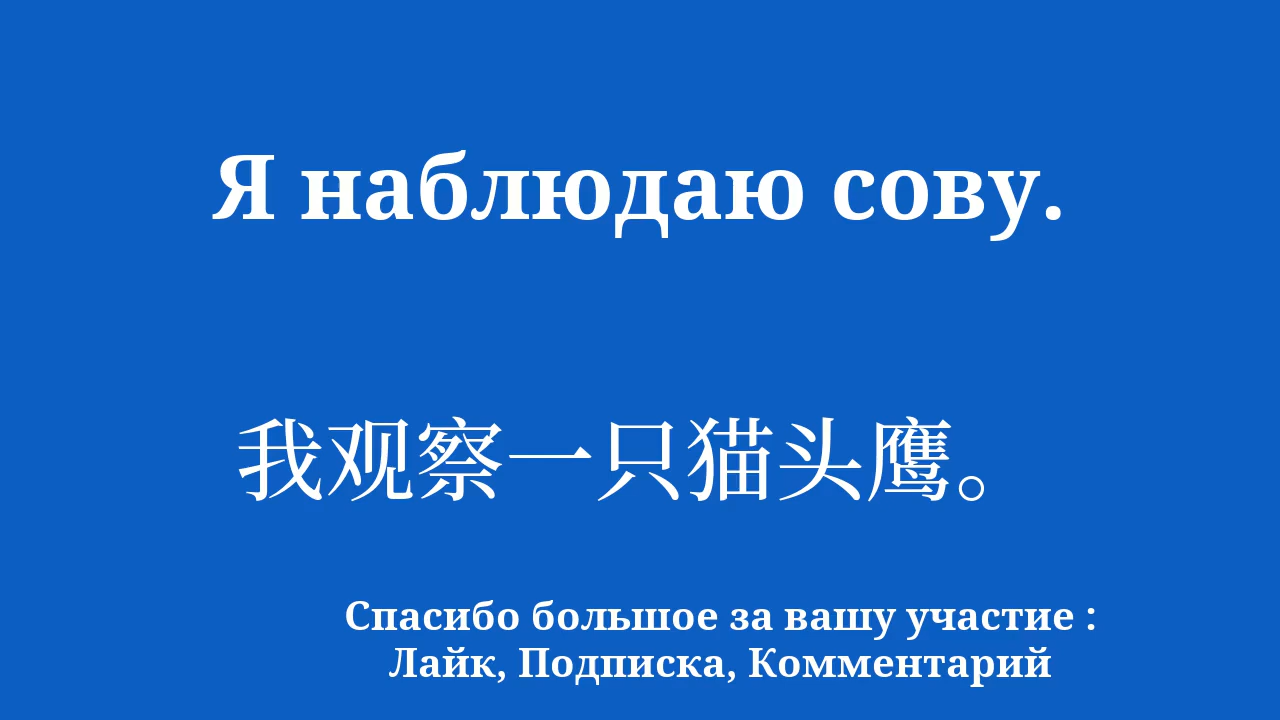 Я наблюдаю сову.
我观察一只猫头鹰。
Спасибо большое за вашу участие :
Лайк, Подписка, Комментарий